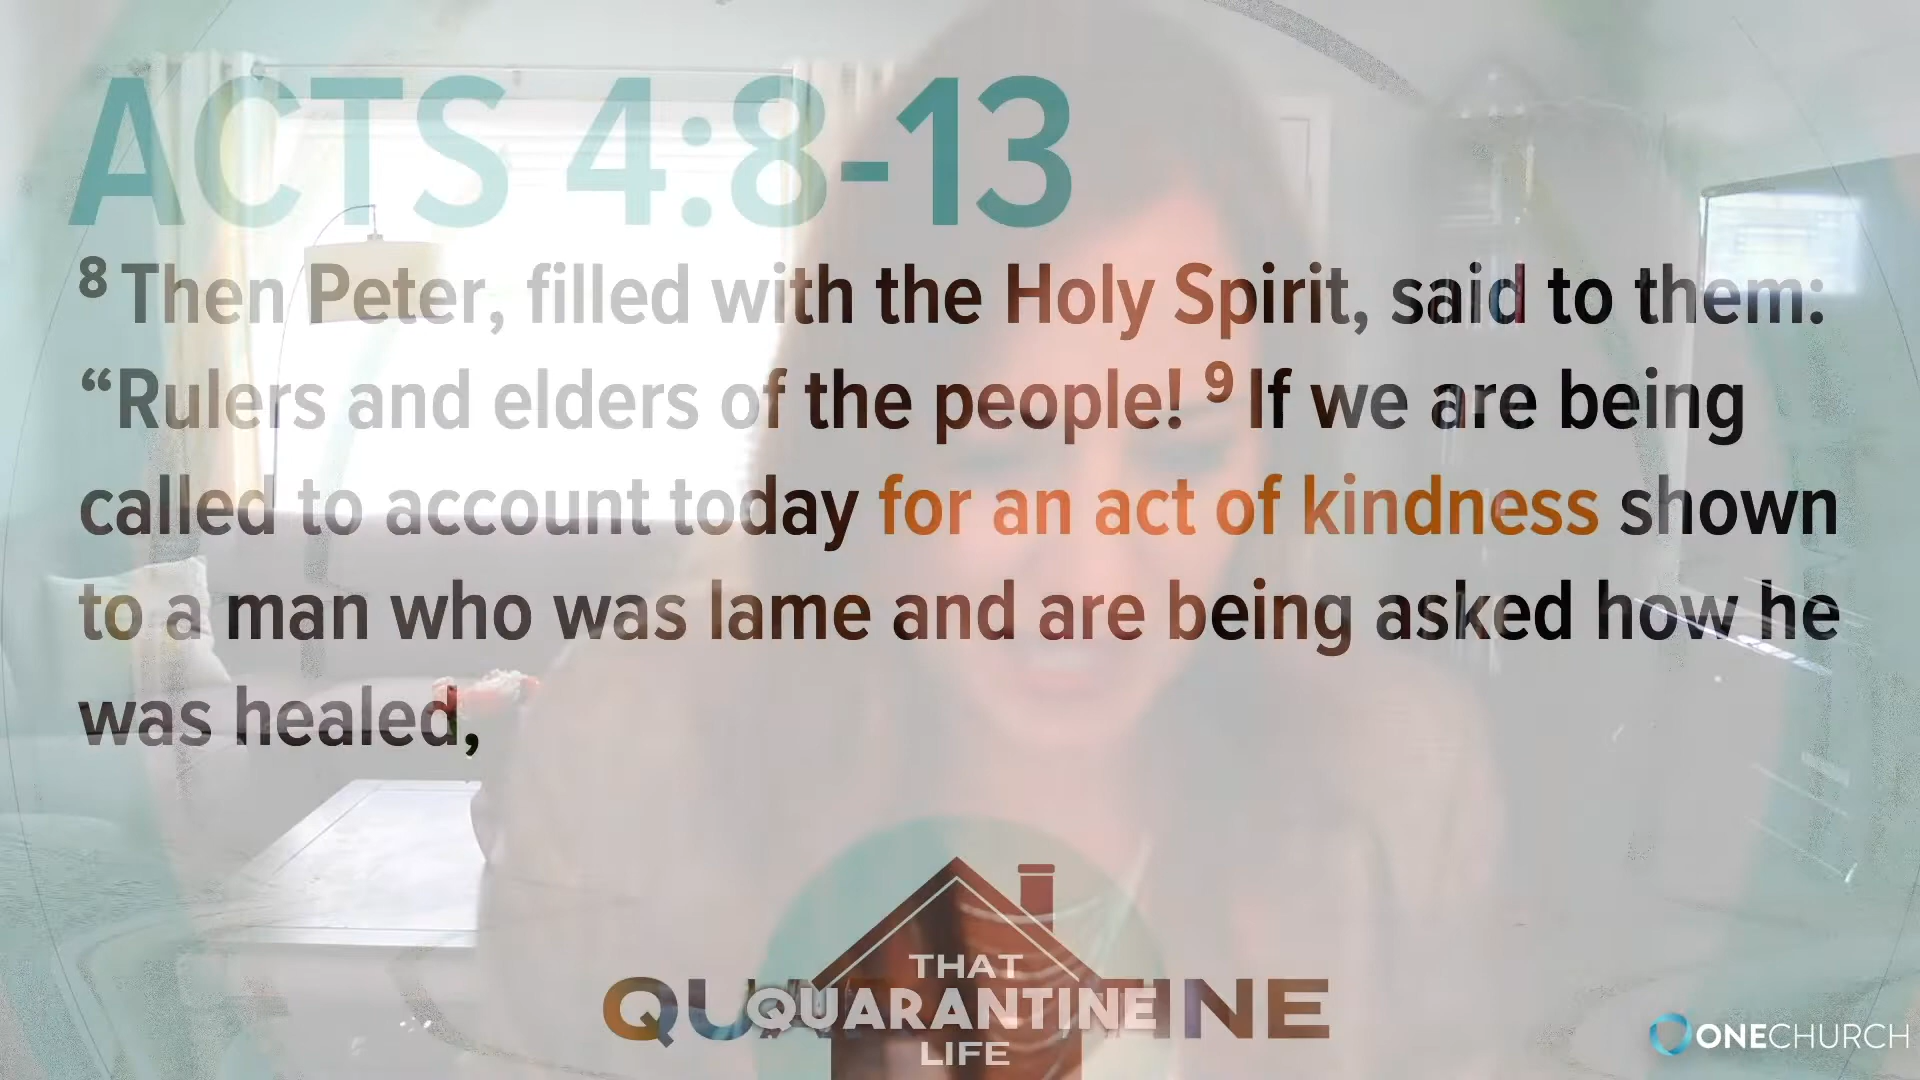 ACTS 4:8-13
8 Then Peter, filled with the Holy Spirit, said to them:
“Rulers and elders of the people! 9 If we are being
called to account today for an act of kindness shown
to a man who was lame and are being asked how he
was healed,
THAT
QUARANTINE
LIFE
ONECHURCH